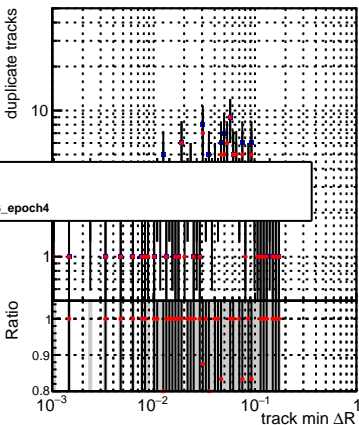 duplicate tracks
10
_epoch4
1
Ratio
1
0.9
0.8
10⁻³
10⁻²
10⁻¹
1
track min ΔR